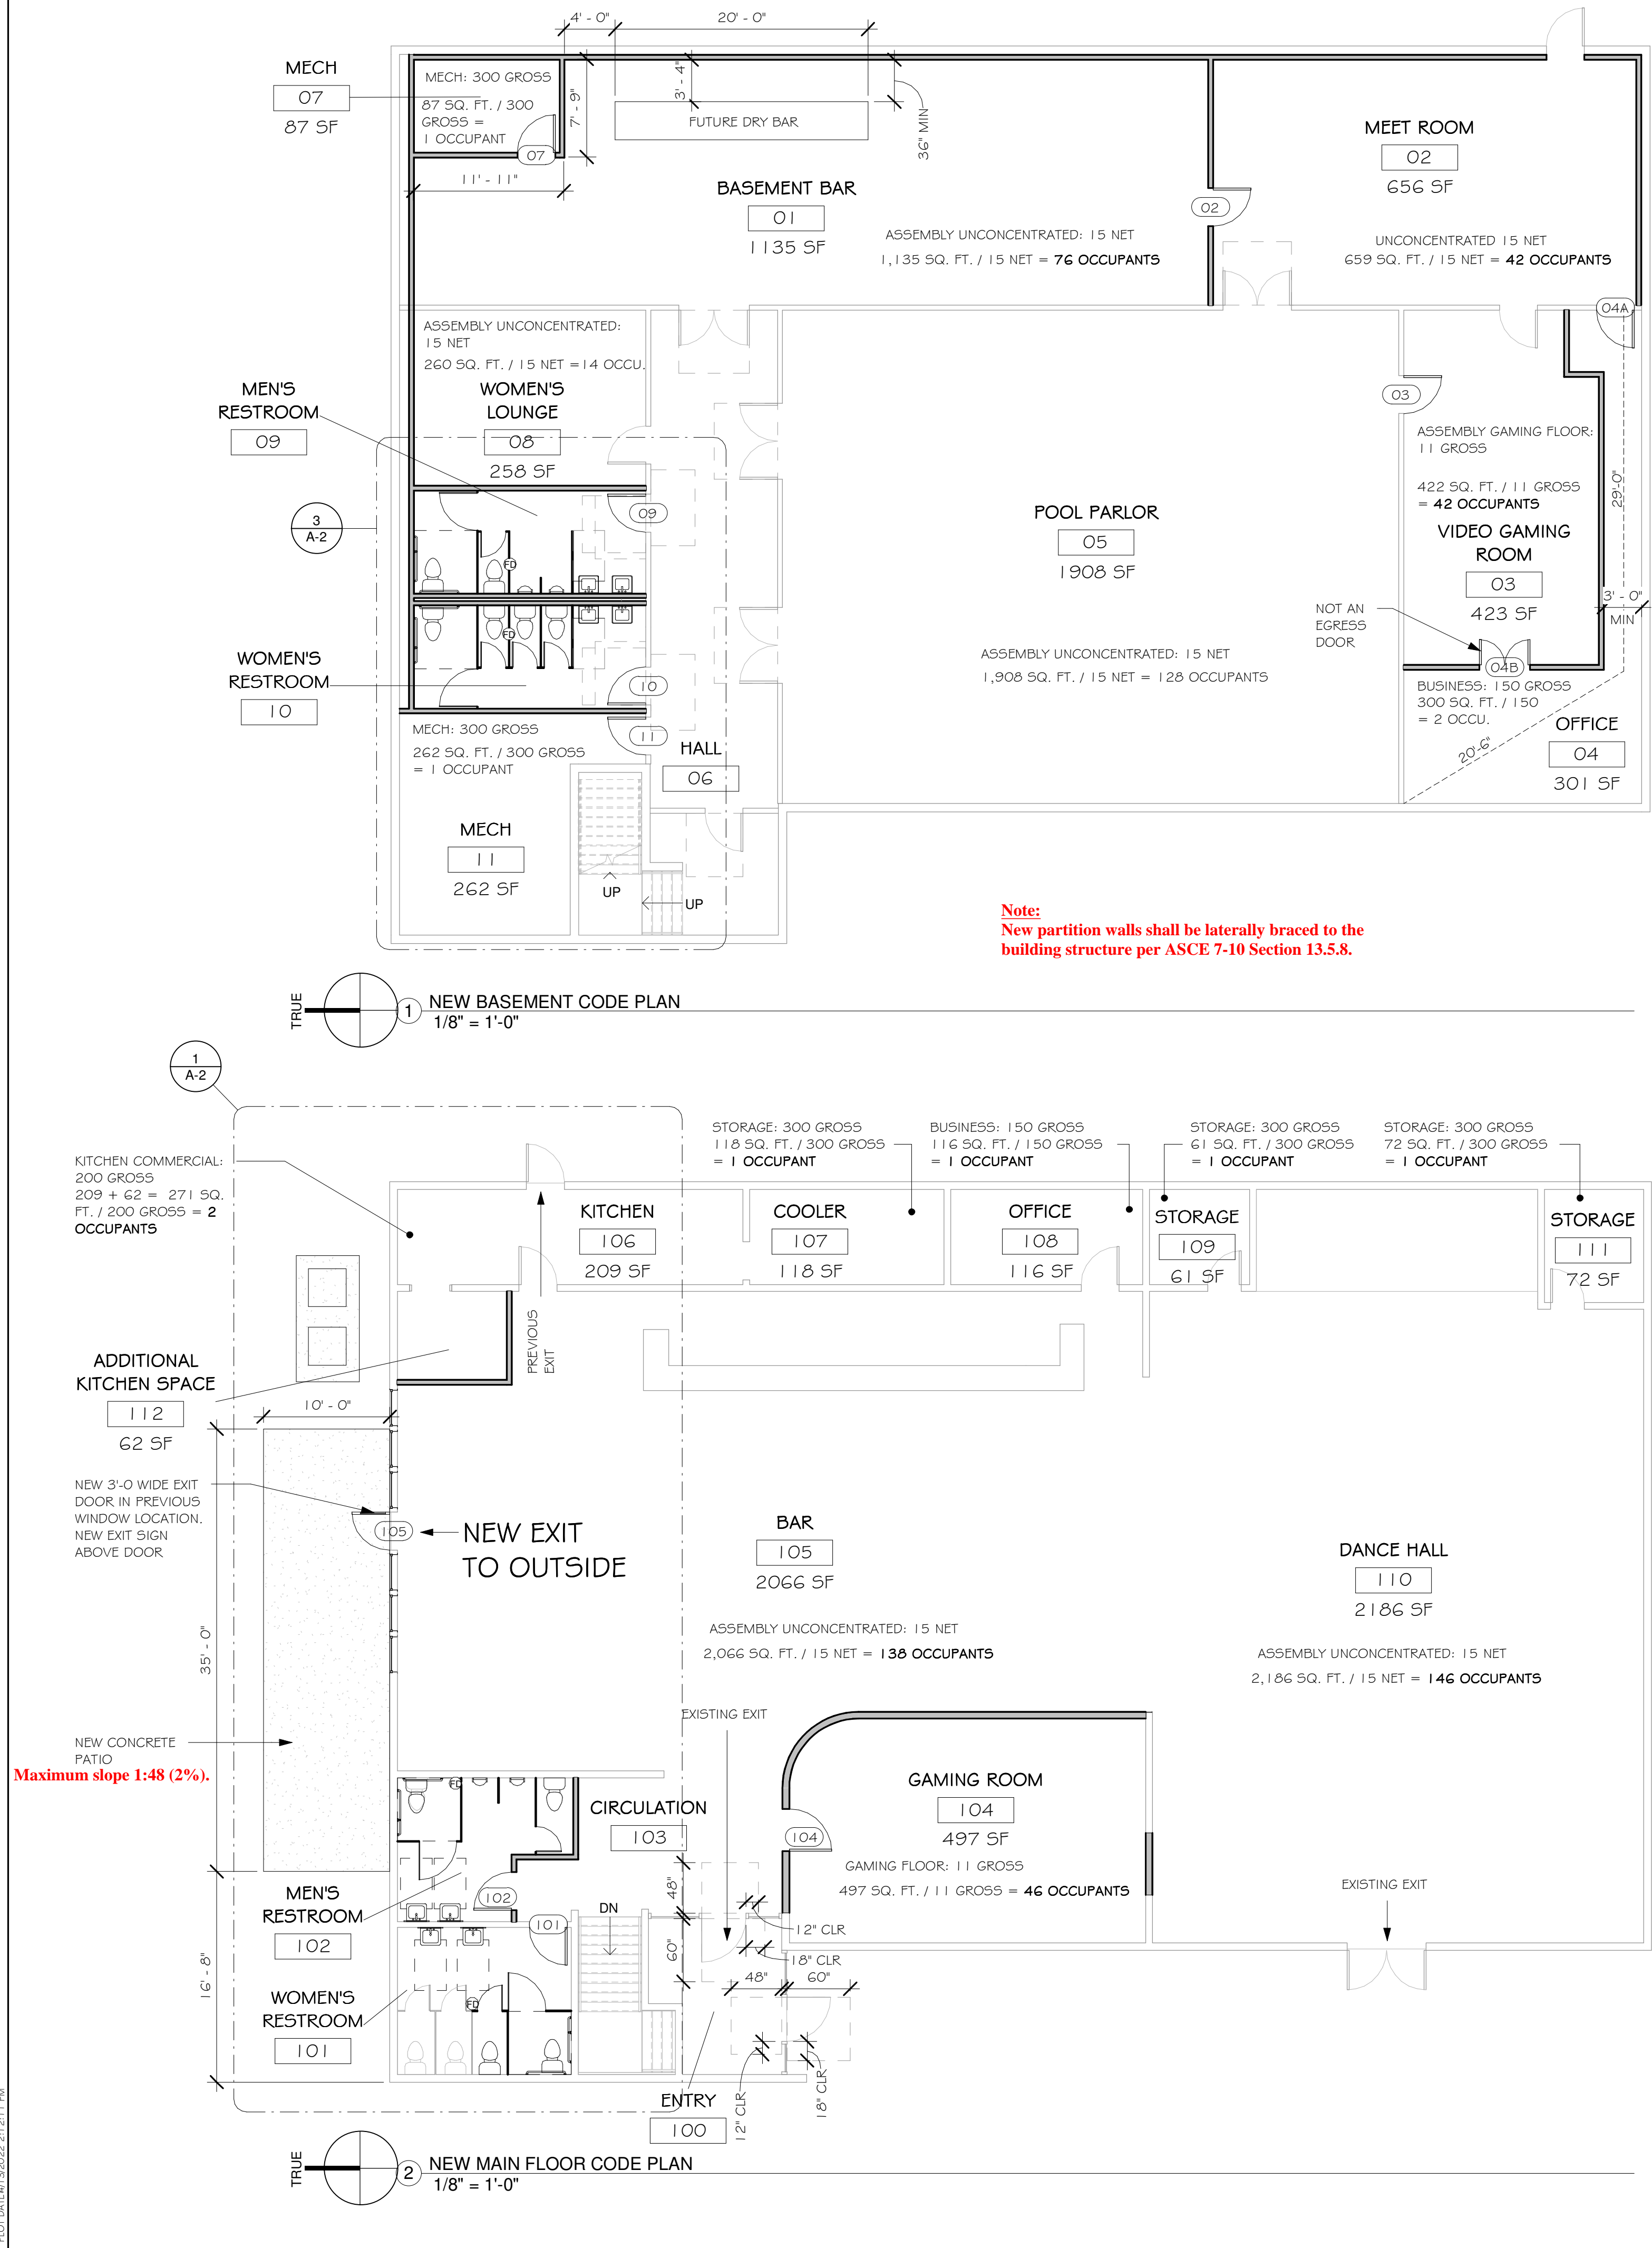 4' - 0"
20' - 0"
3' - 4"
7' - 9"
36" MIN
MECH
07
87 SF
MECH: 300 GROSS
87 SQ. FT. / 300
GROSS =
1 OCCUPANT
07
11' - 11"
FUTURE DRY BAR
BASEMENT BAR
01
1135 SF
ASSEMBLY UNCONCENTRATED: 15 NET
1,135 SQ. FT. / 15 NET = 76 OCCUPANTS
02
MEET ROOM
02
656 SF
UNCONCENTRATED 15 NET
659 SQ. FT. / 15 NET = 42 OCCUPANTS
04A
ASSEMBLY UNCONCENTRATED:
15 NET
260 SQ. FT. / 15 NET =14 OCCU.
WOMEN'S
LOUNGE
08
258 SF
MEN'S
RESTROOM
09
3
A-2
09
FD
FD
WOMEN'S
RESTROOM
10
10
11
MECH: 300 GROSS
262 SQ. FT. / 300 GROSS
= 1 OCCUPANT
HALL
06
MECH
11
262 SF
UP
UP
POOL PARLOR
05
1908 SF
ASSEMBLY UNCONCENTRATED: 15 NET
1,908 SQ. FT. / 15 NET = 128 OCCUPANTS
03
ASSEMBLY GAMING FLOOR:
11 GROSS
422 SQ. FT. / 11 GROSS
= 42 OCCUPANTS
VIDEO GAMING
ROOM
03
423 SF
29'-0"
3' - 0"
MIN
NOT AN
EGRESS
DOOR
04B
BUSINESS: 150 GROSS
300 SQ. FT. / 150
= 2 OCCU.
20'-6"
OFFICE
04
301 SF
Note:
New partition walls shall be laterally braced to the
building structure per ASCE 7-10 Section 13.5.8.
TRUE
1
NEW BASEMENT CODE PLAN
1/8" = 1'-0"
1
A-2
KITCHEN COMMERCIAL:
200 GROSS
209 + 62 = 271 SQ.
FT. / 200 GROSS = 2
OCCUPANTS
STORAGE: 300 GROSS
118 SQ. FT. / 300 GROSS
= 1 OCCUPANT
BUSINESS: 150 GROSS
116 SQ. FT. / 150 GROSS
= 1 OCCUPANT
STORAGE: 300 GROSS
61 SQ. FT. / 300 GROSS
= 1 OCCUPANT
STORAGE: 300 GROSS
72 SQ. FT. / 300 GROSS
= 1 OCCUPANT
KITCHEN
106
209 SF
COOLER
107
118 SF
OFFICE
108
116 SF
STORAGE
109
61 SF
STORAGE
111
72 SF
PREVIOUS
EXIT
ADDITIONAL
KITCHEN SPACE
112
62 SF
10' - 0"
NEW 3'-0 WIDE EXIT
DOOR IN PREVIOUS
WINDOW LOCATION.
NEW EXIT SIGN
ABOVE DOOR
105
NEW EXIT
TO OUTSIDE
BAR
105
2066 SF
ASSEMBLY UNCONCENTRATED: 15 NET
2,066 SQ. FT. / 15 NET = 138 OCCUPANTS
DANCE HALL
110
2186 SF
ASSEMBLY UNCONCENTRATED: 15 NET
2,186 SQ. FT. / 15 NET = 146 OCCUPANTS
35' - 0"
NEW CONCRETE
PATIO
Maximum slope 1:48 (2%).
EXISTING EXIT
FD
CIRCULATION
103
GAMING ROOM
104
497 SF
104
GAMING FLOOR: 11 GROSS
497 SQ. FT. / 11 GROSS = 46 OCCUPANTS
EXISTING EXIT
MEN'S
RESTROOM
102
102
101
DN
48"
60"
12" CLR
18" CLR
48"
60"
16' - 8"
WOMEN'S
RESTROOM
101
FD
ENTRY
100
12" CLR
18" CLR
TRUE
2
NEW MAIN FLOOR CODE PLAN
1/8" = 1'-0"